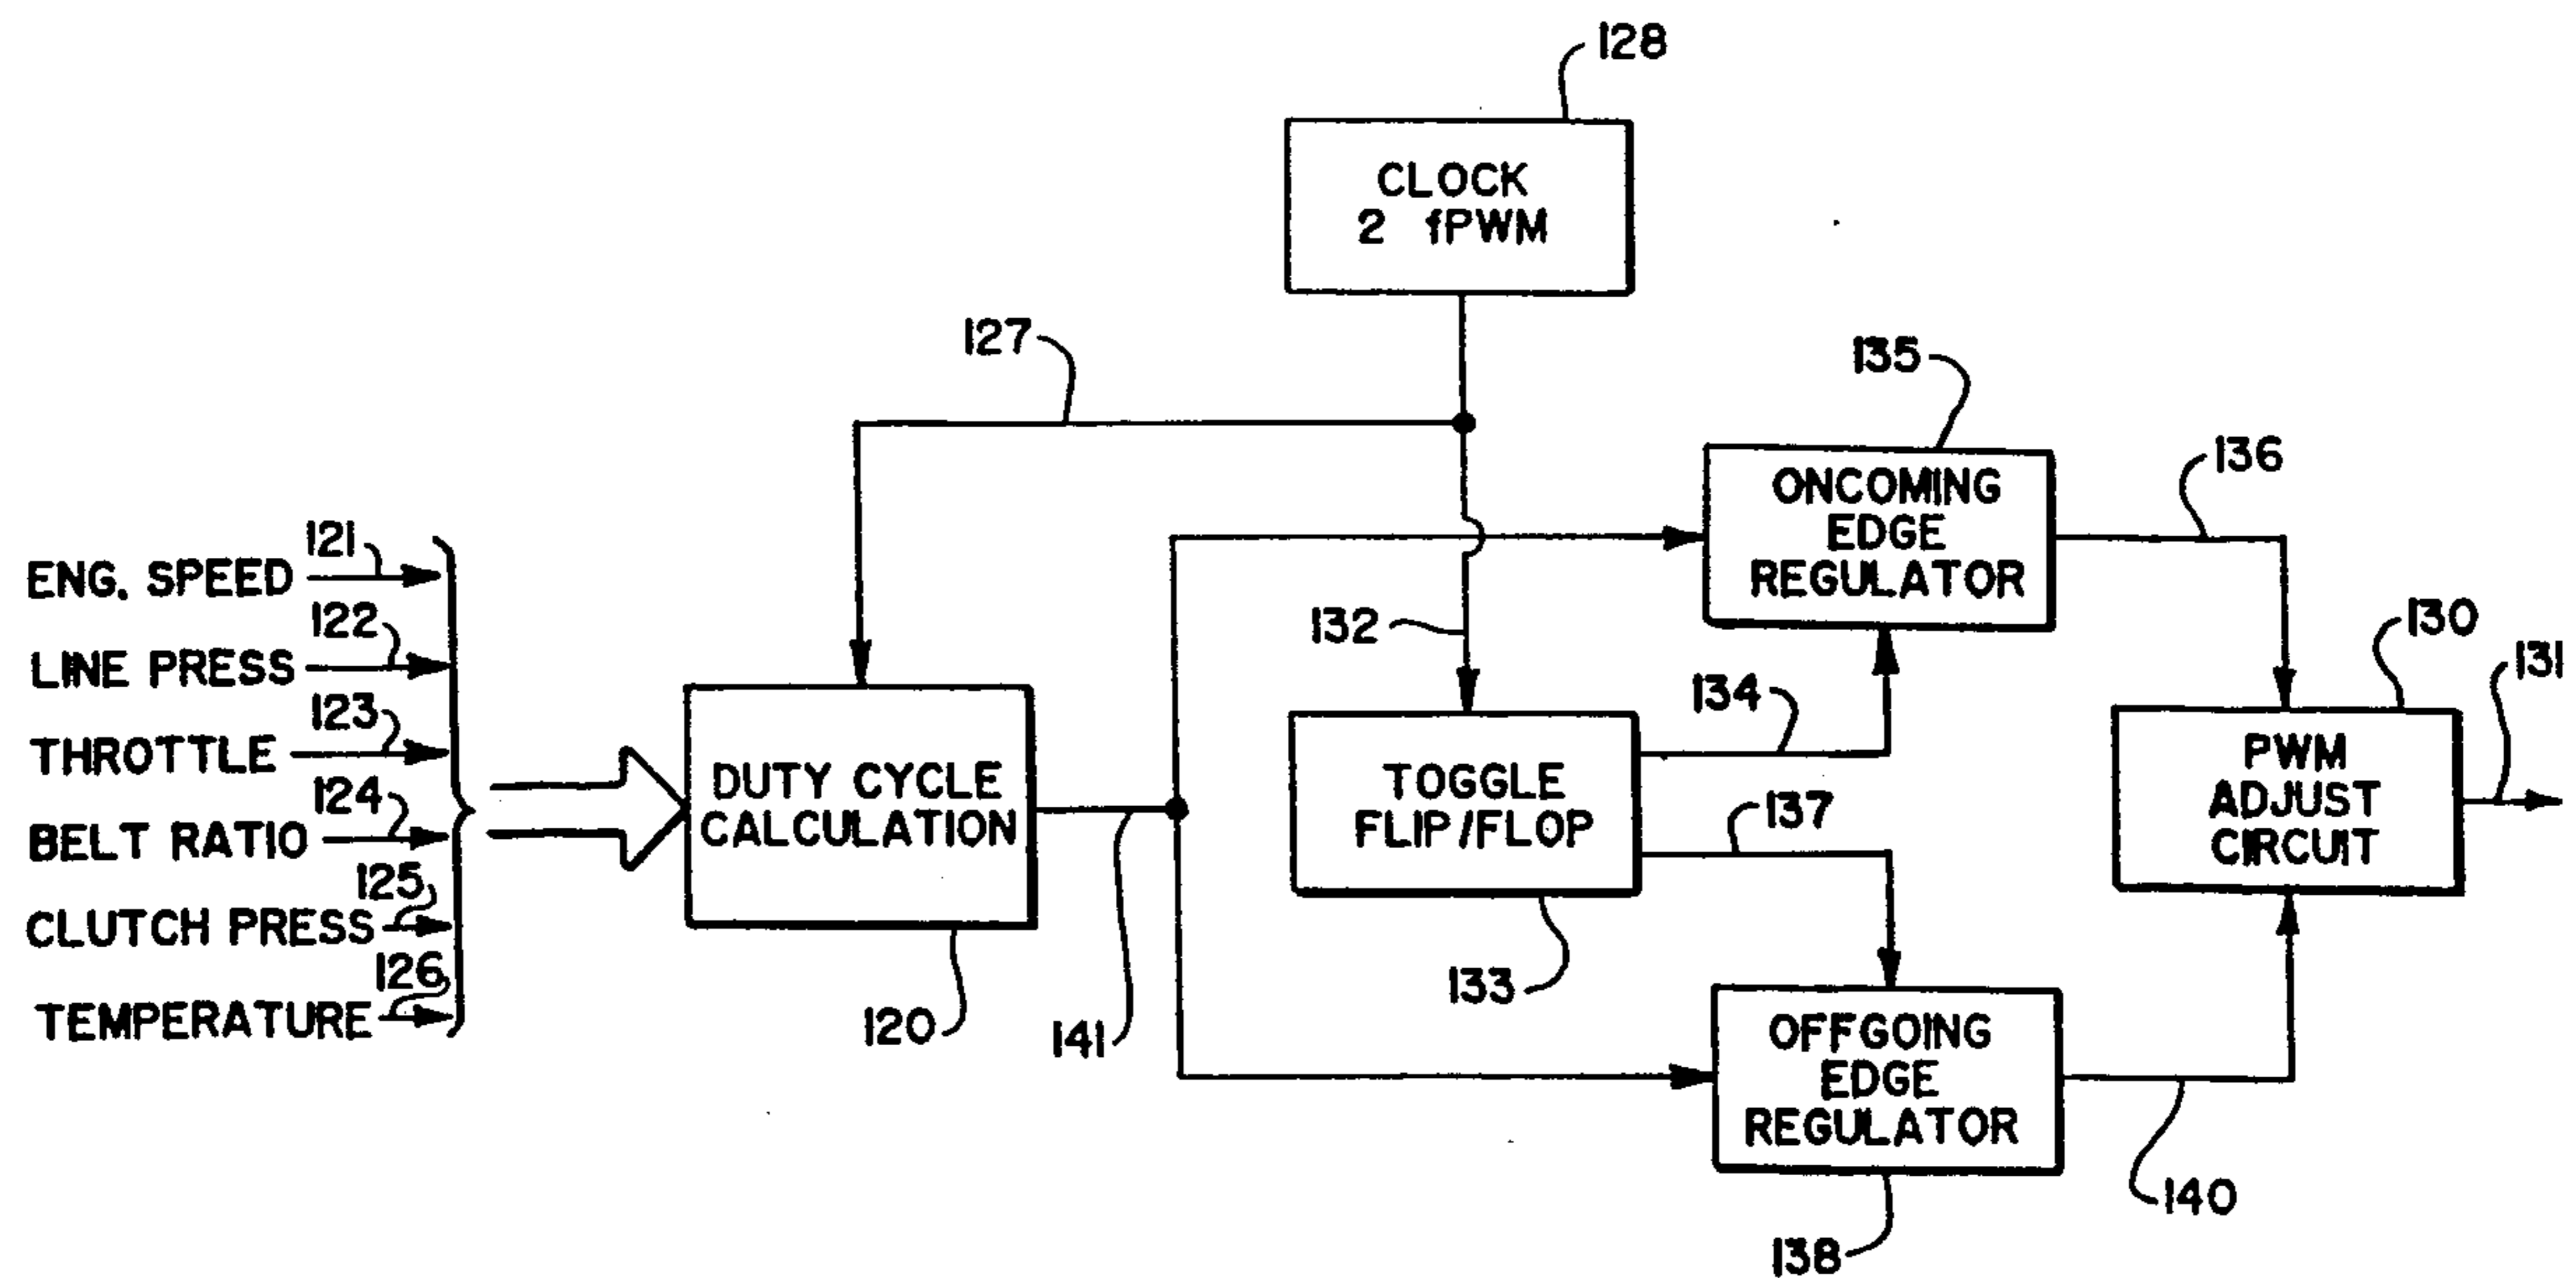 128
CLOCK
2 fPWM
127
135
ONCOMING
EDGE
REGULATOR
136
121
ENG. SPEED
122
LINE PRESS
123
THROTTLE
124
BELT RATIO
125
CLUTCH PRESS
126
TEMPERATURE
DUTY CYCLE
CALCULATION
120
141
132
134
TOGGLE
FLIP/FLOP
137
133
130
131
PWM
ADJUST
CIRCUIT
OFFGOING
EDGE
REGULATOR
140
138